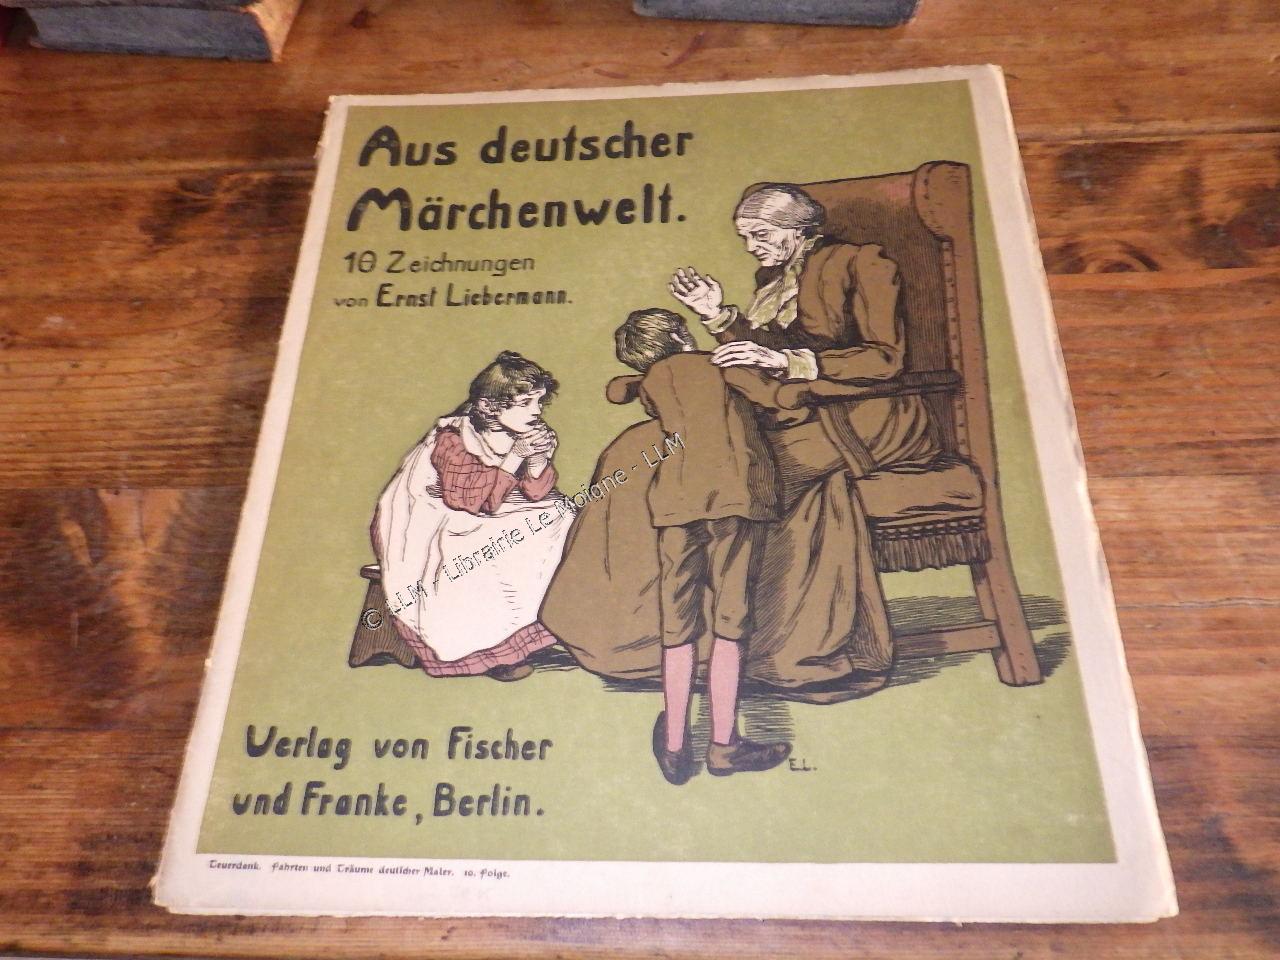 Aus deutscher
Märchenwelt.
10 Zeichnungen
von Ernst Liebermann.
© LLM - Librairie Le Moigne - LLM
E.L.
Verlag von Fischer
und Franke, Berlin.
Teuerdank. Fahrten und Träume deutscher Maler. 10. Folge.